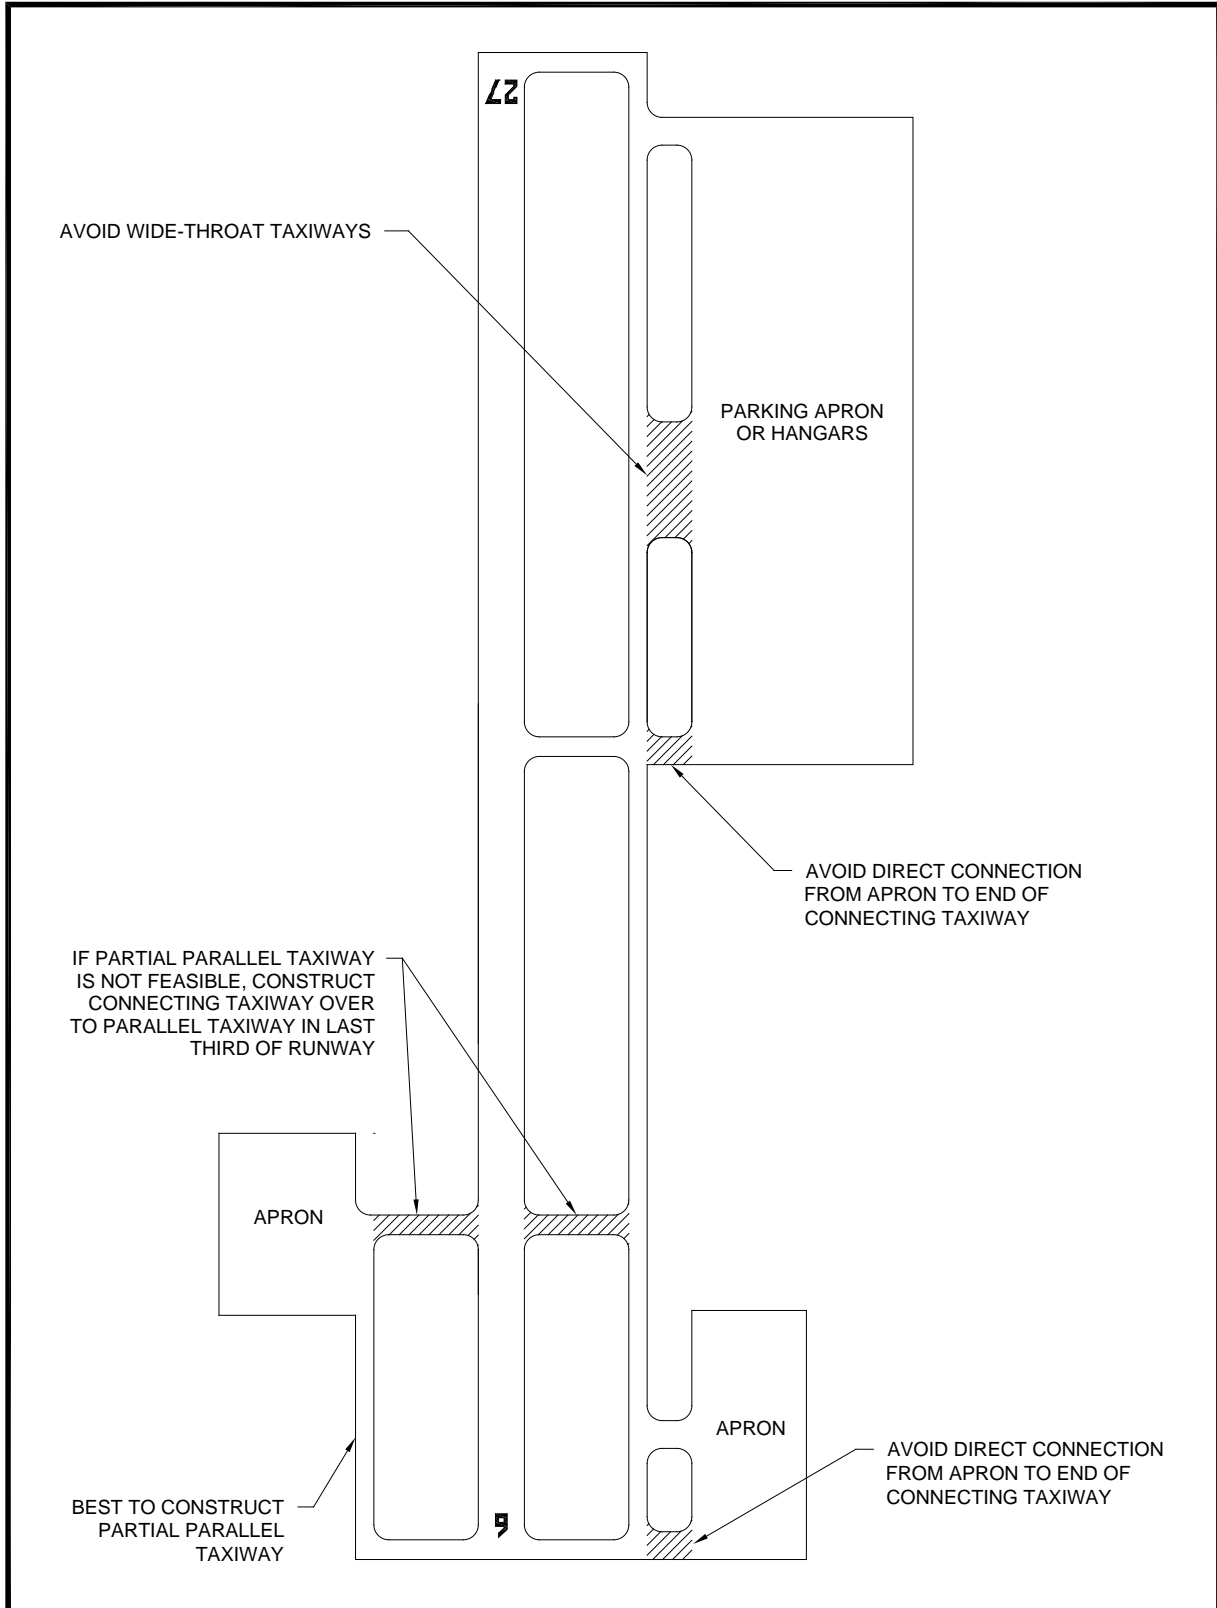 27
AVOID WIDE-THROAT TAXIWAYS
PARKING APRON
OR HANGARS
AVOID DIRECT CONNECTION
FROM APRON TO END OF
CONNECTING TAXIWAY
IF PARTIAL PARALLEL TAXIWAY
IS NOT FEASIBLE, CONSTRUCT
CONNECTING TAXIWAY OVER
TO PARALLEL TAXIWAY IN LAST
THIRD OF RUNWAY
APRON
APRON
AVOID DIRECT CONNECTION
FROM APRON TO END OF
CONNECTING TAXIWAY
BEST TO CONSTRUCT
PARTIAL PARALLEL
TAXIWAY
9